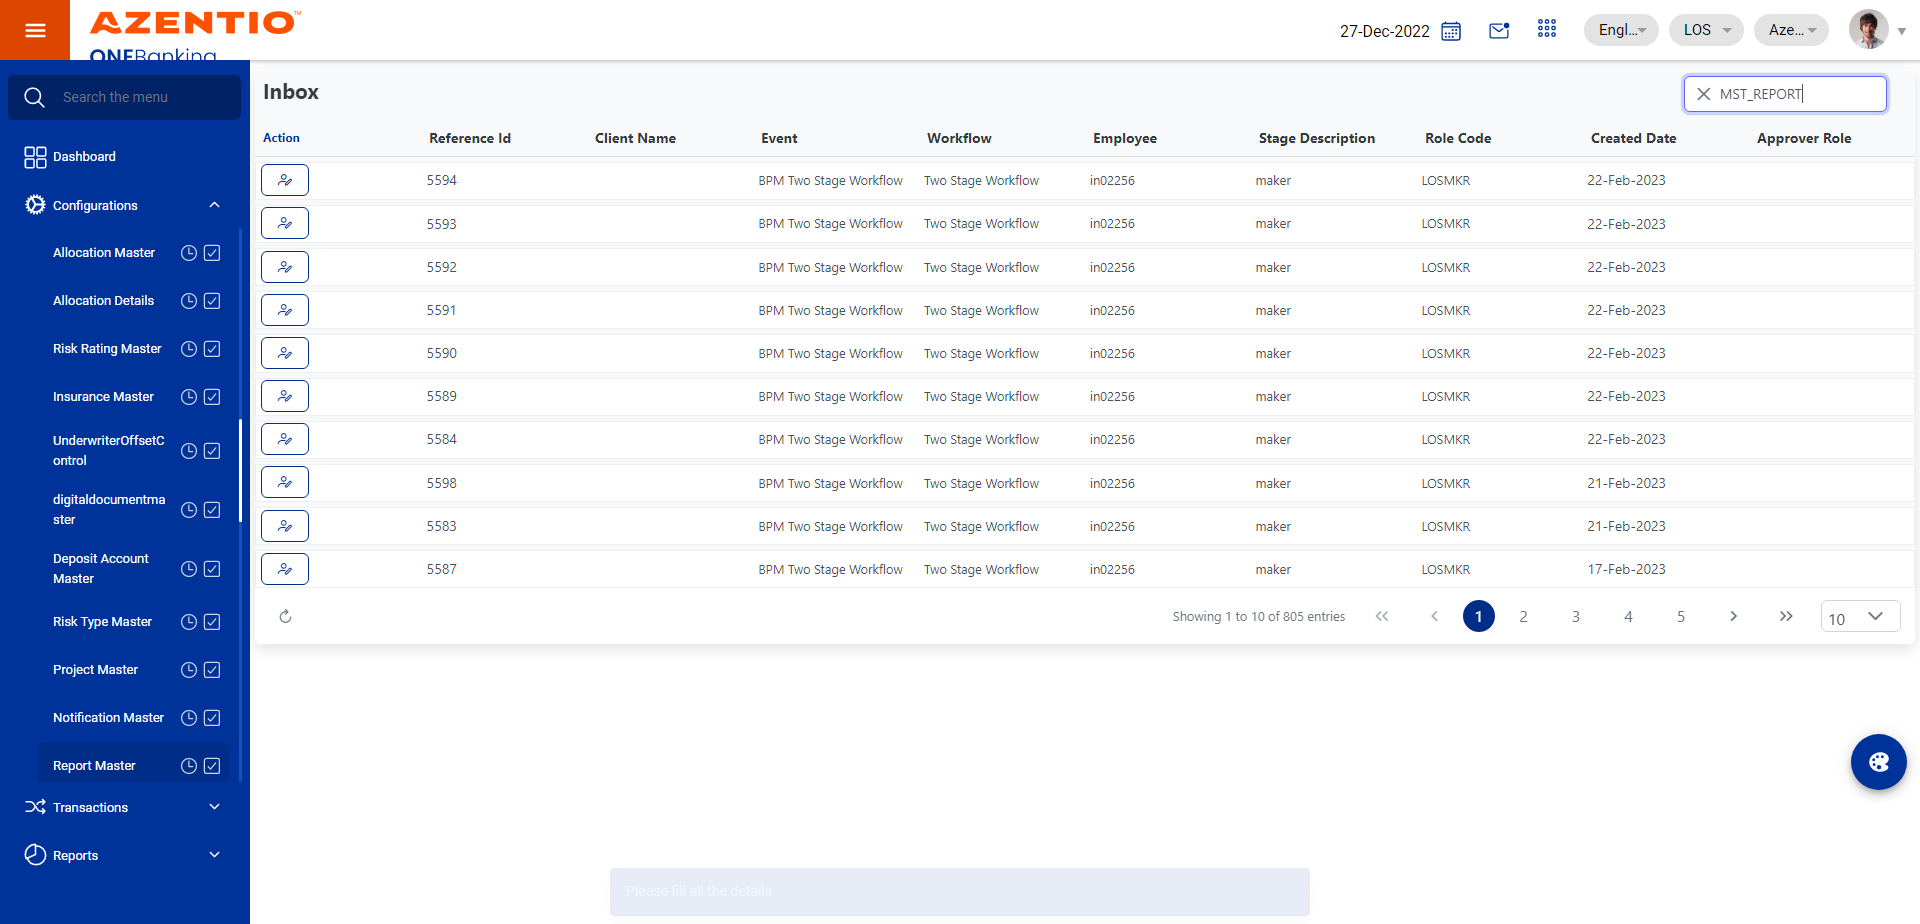 AZENTIO™
ONEBanking
27-Dec-2022
Engl...
LOS
Aze...
Search the menu
Dashboard
Configurations
Allocation Master
Allocation Details
Risk Rating Master
Insurance Master
UnderwriterOffsetC
ontrol
digitaldocumentma
ster
Deposit Account
Master
Risk Type Master
Project Master
Notification Master
Report Master
Transactions
Reports
Inbox
MST_REPORT
Action Reference Id Client Name Event Workflow Employee Stage Description Role Code Created Date Approver Role
5594 BPM Two Stage Workflow Two Stage Workflow in02256 maker LOSMKR 22-Feb-2023
5593 BPM Two Stage Workflow Two Stage Workflow in02256 maker LOSMKR 22-Feb-2023
5592 BPM Two Stage Workflow Two Stage Workflow in02256 maker LOSMKR 22-Feb-2023
5591 BPM Two Stage Workflow Two Stage Workflow in02256 maker LOSMKR 22-Feb-2023
5590 BPM Two Stage Workflow Two Stage Workflow in02256 maker LOSMKR 22-Feb-2023
5589 BPM Two Stage Workflow Two Stage Workflow in02256 maker LOSMKR 22-Feb-2023
5584 BPM Two Stage Workflow Two Stage Workflow in02256 maker LOSMKR 22-Feb-2023
5598 BPM Two Stage Workflow Two Stage Workflow in02256 maker LOSMKR 21-Feb-2023
5583 BPM Two Stage Workflow Two Stage Workflow in02256 maker LOSMKR 21-Feb-2023
5587 BPM Two Stage Workflow Two Stage Workflow in02256 maker LOSMKR 17-Feb-2023
Showing 1 to 10 of 805 entries 1 2 3 4 5 10
Please fill all the details